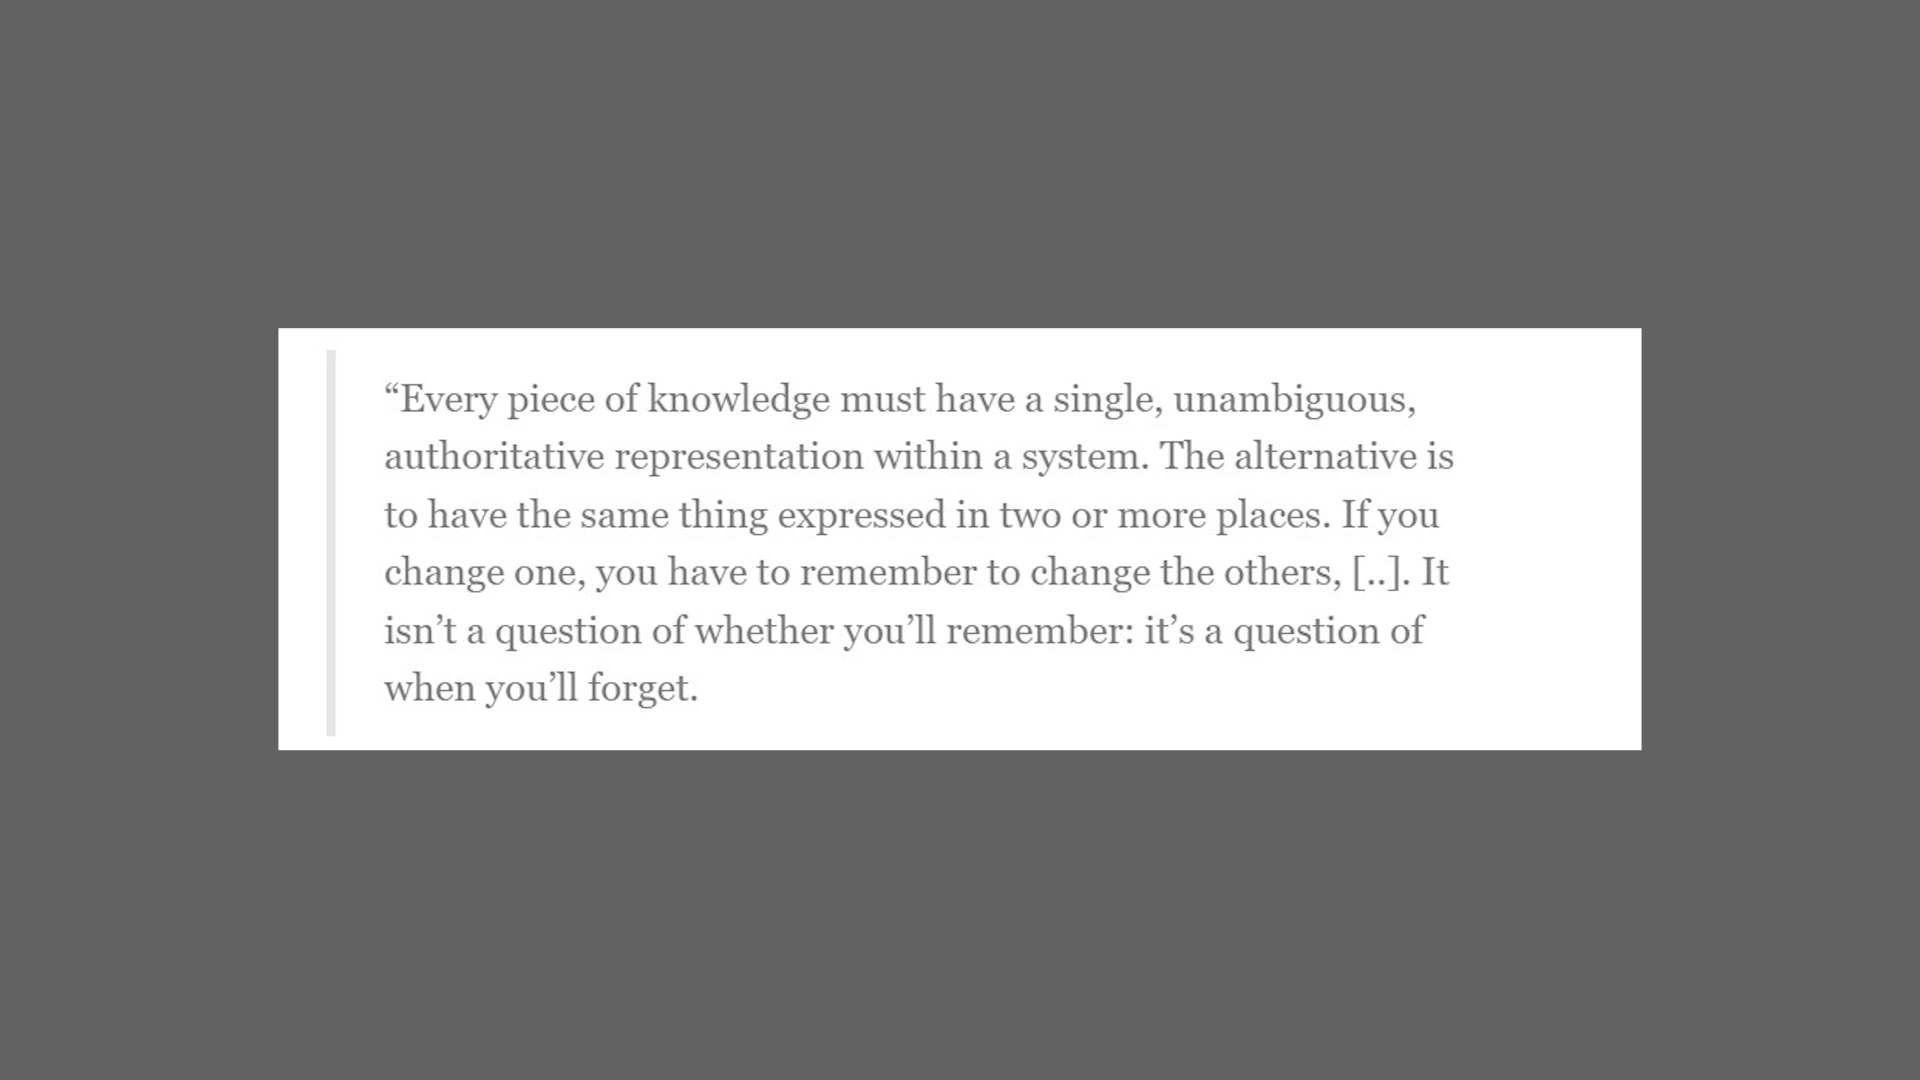 “Every piece of knowledge must have a single, unambiguous,
authoritative representation within a system. The alternative is
to have the same thing expressed in two or more places. If you
change one, you have to remember to change the others, [..]. It
isn’t a question of whether you’ll remember: it’s a question of
when you’ll forget.